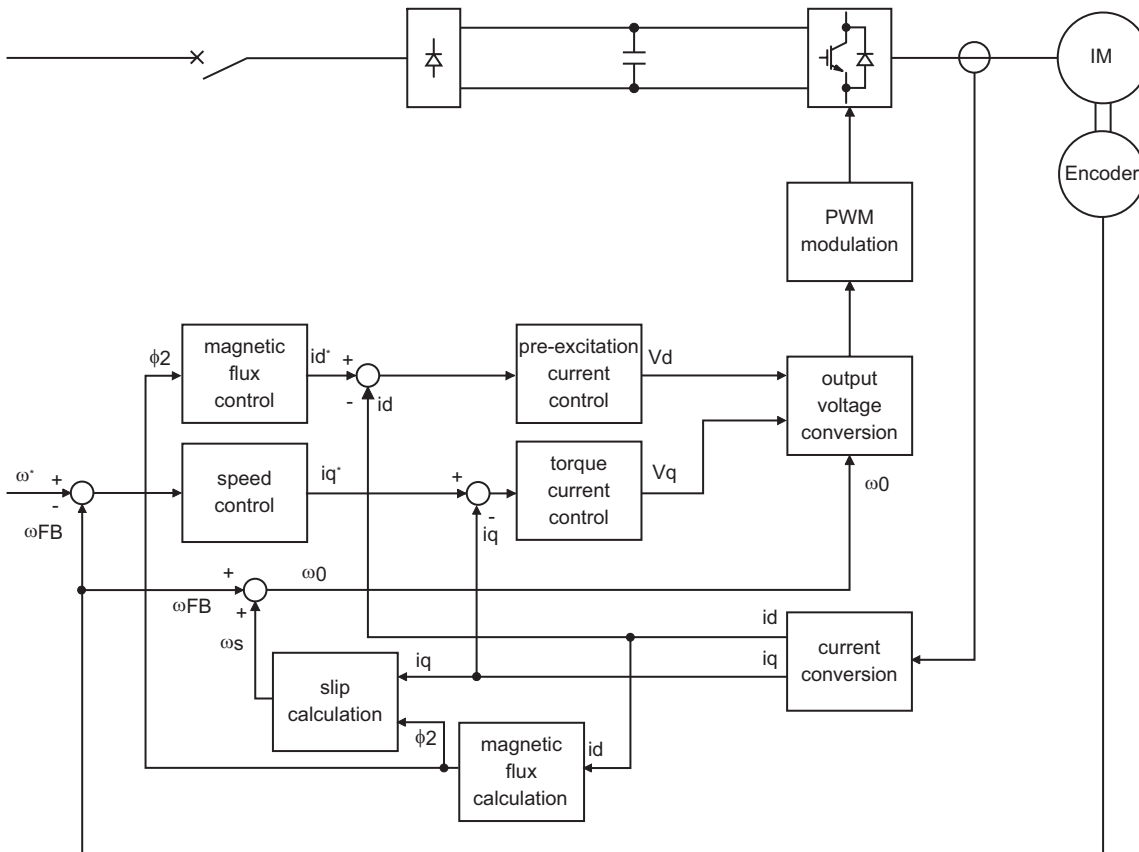 IM
Encoder
PWM
modulation
ϕ2
magnetic
flux
control
id*
+
-
id
pre-excitation
current
control
Vd
output
voltage
conversion
ω*
+
-
ωFB
speed
control
iq*
+
-
iq
torque
current
control
Vq
ω0
+
ωFB
+
ω0
ωs
slip
calculation
iq
ϕ2
magnetic
flux
calculation
id
id
iq
current
conversion